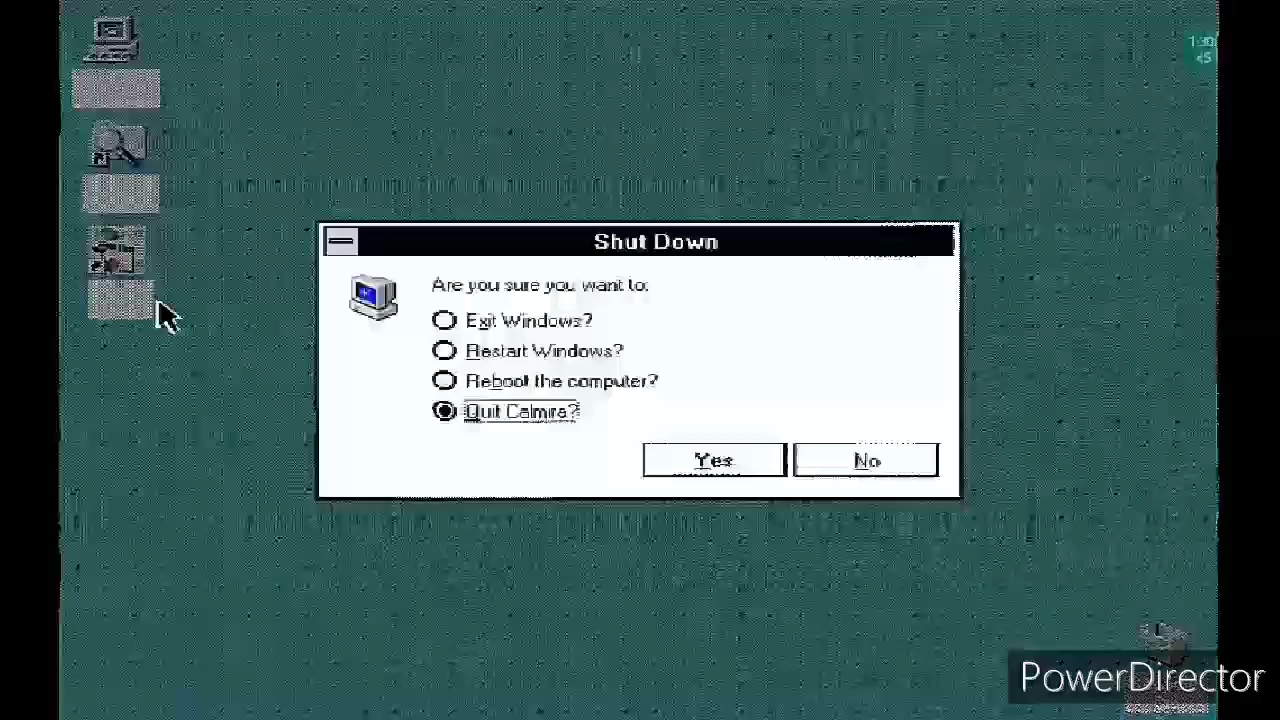 Shut Down
Are you sure you want to:
Exit Windows?
Restart Windows?
Reboot the computer?
Quit Calmira?
Yes
No
PowerDirector